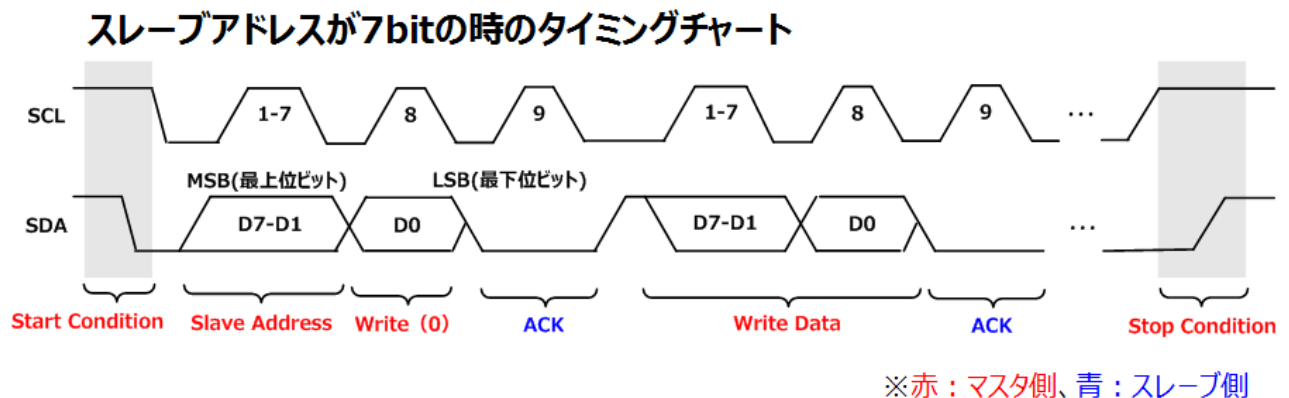 スレーブアドレスが7bitの時のタイミングチャート
SCL 1-7 8 9 1-7 8 9 ...
MSB(最上位ビット) LSB(最下位ビット)
SDA D7-D1 D0 D7-D1 D0 ...
Start Condition Slave Address Write (0) ACK Write Data ACK Stop Condition
※赤：マスタ側、青：スレーブ側